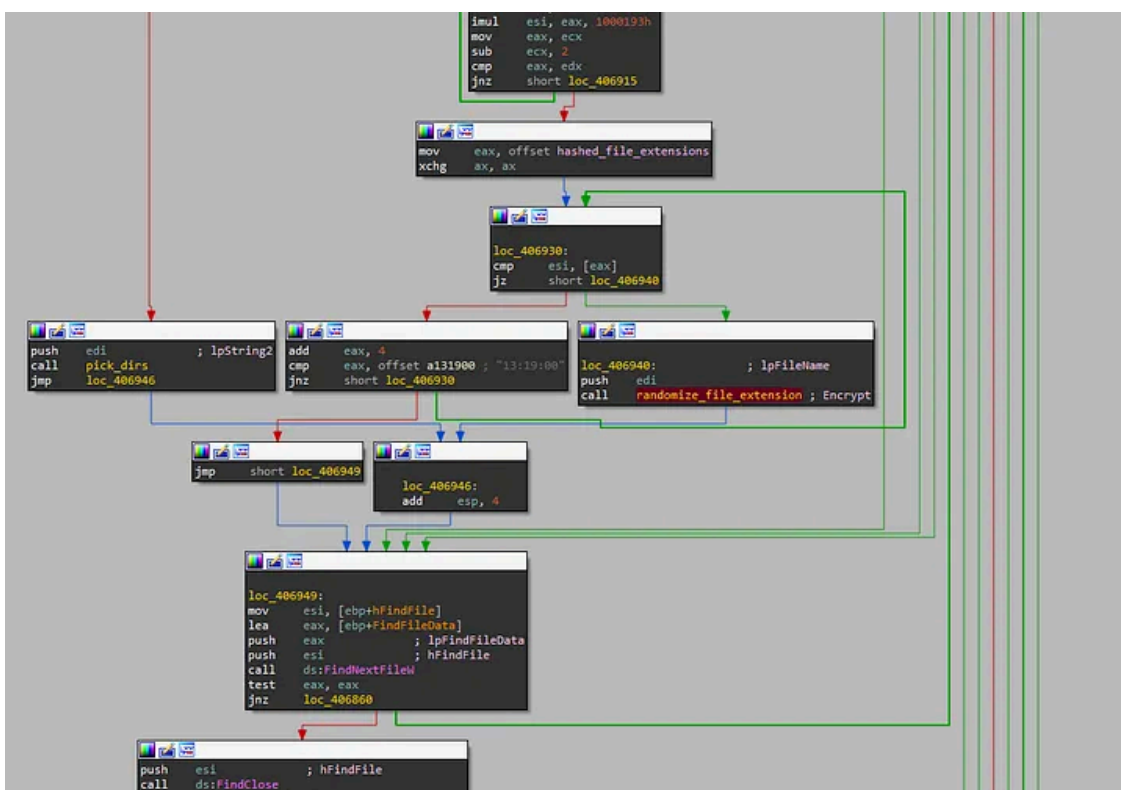 imul esi, eax, 1000193h
mov eax, ecx
sub ecx, 2
cmp eax, edx
jnz short loc_406915
mov eax, offset hashed_file_extensions
xchg ax, ax
loc_406930:
cmp esi, [eax]
jz short loc_406940
push edi ; lpString2
call pick_dirs
jmp loc_406946
add eax, 4
cmp eax, offset a131900 ; "13:19:00"
jnz short loc_406930
loc_406940: ; lpFileName
push edi
call randomize_file_extension ; Encrypt
jmp short loc_406949
loc_406946:
add esp, 4
loc_406949:
mov esi, [ebp+hFindFile]
lea eax, [ebp+FindFileData]
push eax ; lpFindFileData
push esi ; hFindFile
call ds:FindNextFileW
test eax, eax
jnz loc_406860
push esi ; hFindFile
call ds:FindClose